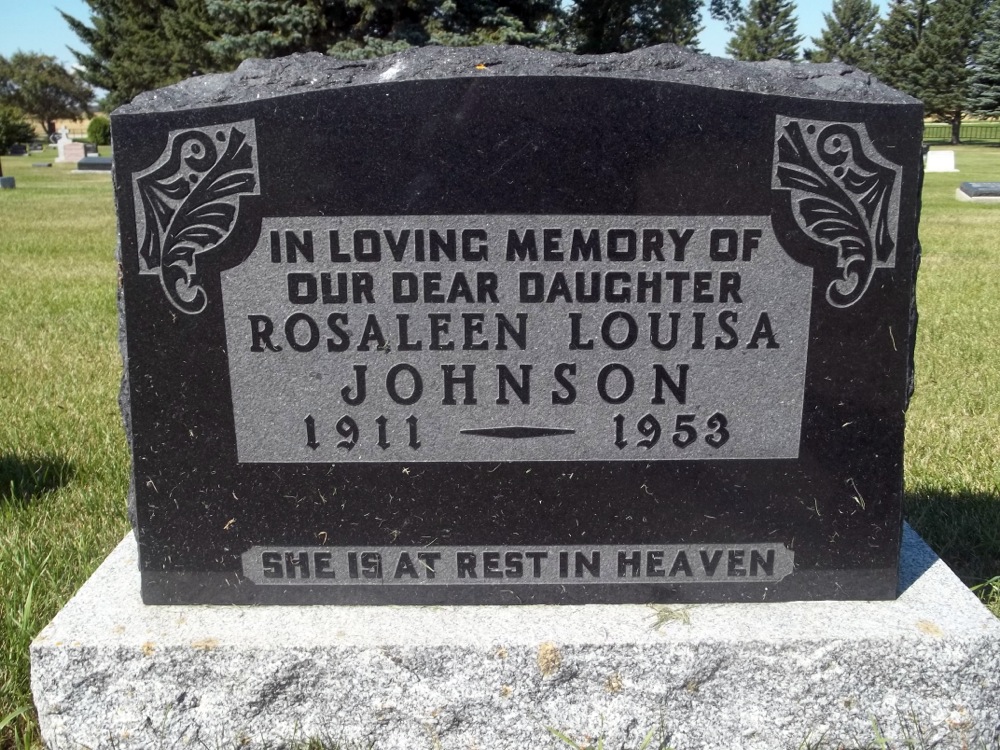 IN LOVING MEMORY OF
OUR DEAR DAUGHTER
ROSALEEN LOUISA
JOHNSON
1911 — 1953
SHE IS AT REST IN HEAVEN